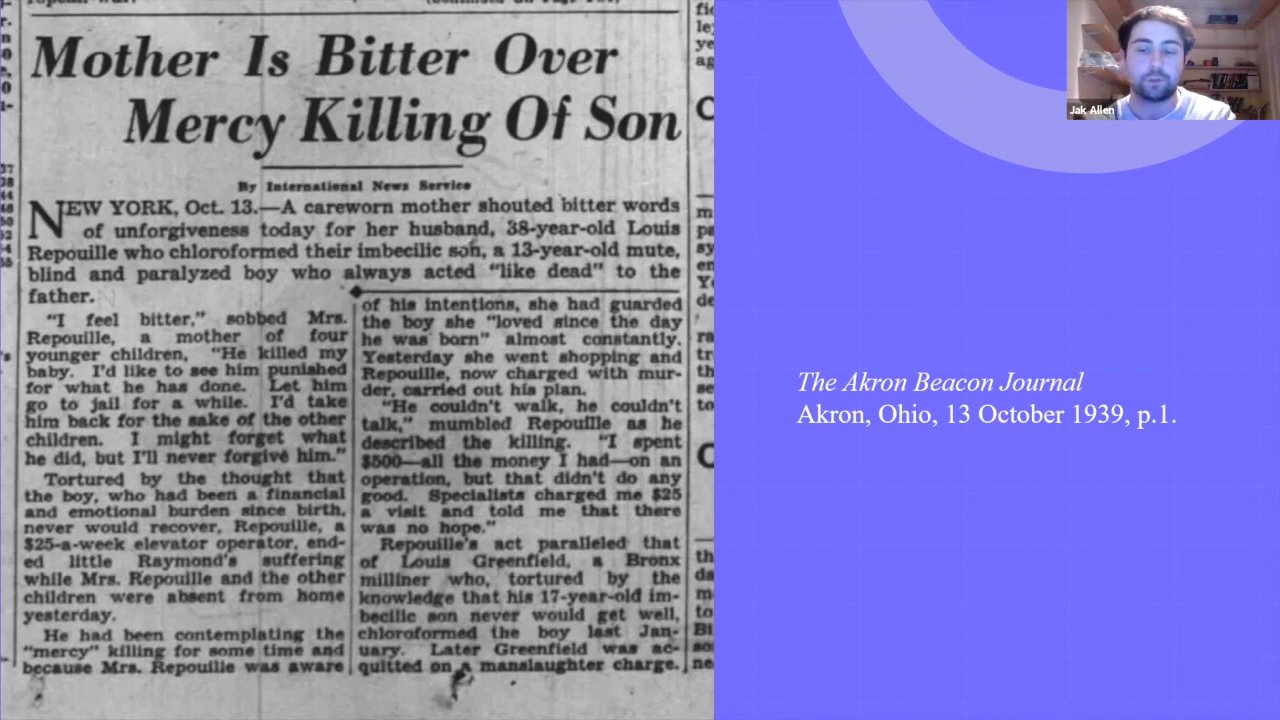 Mother Is Bitter Over
Mercy Killing Of Son
By International News Service
NEW YORK, Oct. 13.—A careworn mother shouted bitter words
of unforgiveness today for her husband, 38-year-old Louis
Repouille who chloroformed their imbecilic son, a 13-year-old mute,
blind and paralyzed boy who always acted "like dead" to the
father.
"I feel bitter," sobbed Mrs.
Repouille, a mother of four
younger children, "He killed my
baby. I'd like to see him punished
for what he has done. Let him
go to jail for a while. I'd take
him back for the sake of the other
children. I might forget what
he did, but I'll never forgive him."
Tortured by the thought that
the boy, who had been a financial
and emotional burden since birth,
never would recover, Repouille, a
$25-a-week elevator operator, end-
ed little Raymond's suffering
while Mrs. Repouille and the other
children were absent from home
yesterday.
He had been contemplating the
"mercy" killing for some time and
because Mrs. Repouille was aware
of his intentions, she had guarded
the boy she "loved since the day
he was born" almost constantly.
Yesterday she went shopping and
Repouille, now charged with mur-
der, carried out his plan.
"He couldn't walk, he couldn't
talk," mumbled Repouille as he
described the killing. "I spent
$500—all the money I had—on an
operation, but that didn't do any
good. Specialists charged me $25
a visit and told me that there
was no hope."
Repouille's act paralleled that
of Louis Greenfield, a Bronx
milliner who, tortured by the
knowledge that his 17-year-old im-
becilic son never would get well,
chloroformed the boy last Jan-
uary. Later Greenfield was ac-
quitted on a manslaughter charge.
The Akron Beacon Journal
Akron, Ohio, 13 October 1939, p.1.
Jak Allen